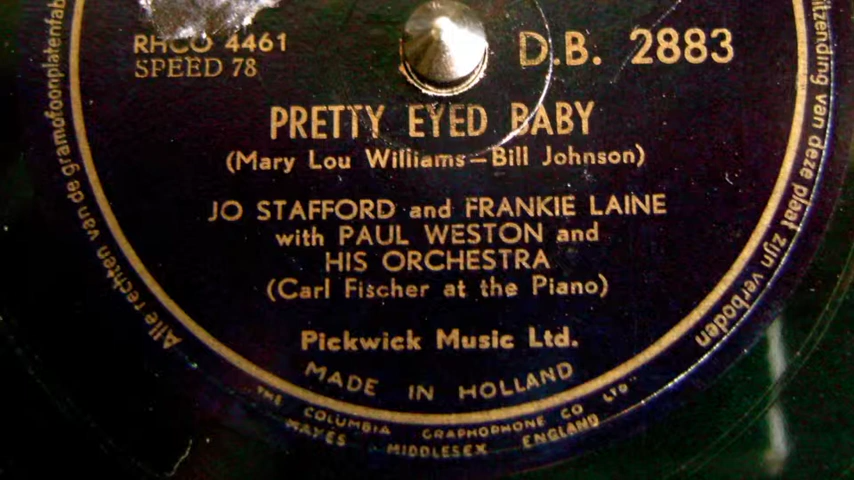 RHCO 4461
SPEED 78
D.B. 2883
PRETTY EYED BABY
(Mary Lou Williams—Bill Johnson)
JO STAFFORD and FRANKIE LAINE
with PAUL WESTON and
HIS ORCHESTRA
(Carl Fischer at the Piano)
Pickwick Music Ltd.
MADE IN HOLLAND
"THE COLUMBIA GRAPHOPHONE CO LTD"
HAYES MIDDLESEX ENGLAND
Alle rechten van de gramofoonplatenfab
van deze plaat zijn verboden